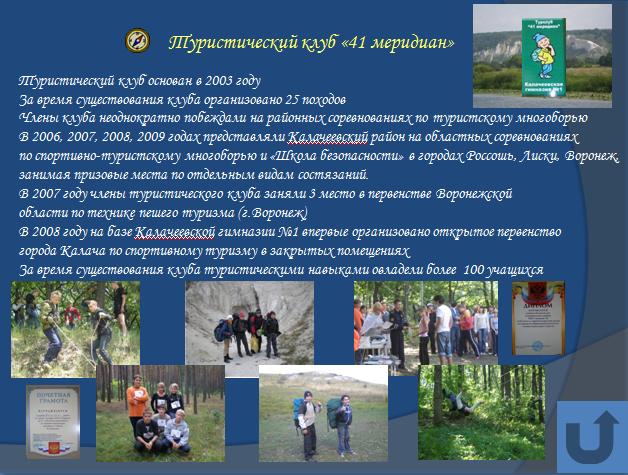 Туристический клуб «41 меридиан»
Турклуб
"41 меридиан"
Калачеевская
гимназия №1
Туристический клуб основан в 2003 году
За время существования клуба организовано 25 походов
Члены клуба неоднократно побеждали на районных соревнованиях по туристскому многоборью
В 2006, 2007, 2008, 2009 годах представляли Калачеевский район на областных соревнованиях
по спортивно-туристскому многоборью и «Школа безопасности» в городах Россошь, Лиски, Воронеж,
занимая призовые места по отдельным видам состязаний.
В 2007 году члены туристического клуба заняли 3 место в первенстве Воронежской
области по технике пешего туризма (г. Воронеж)
В 2008 году на базе Калачеевской гимназии №1 впервые организовано открытое первенство
города Калача по спортивному туризму в закрытых помещениях
За время существования клуба туристическими навыками овладели более 100 учащихся
ДИПЛОМ
ПОЧЕТНАЯ
ГРАМОТА